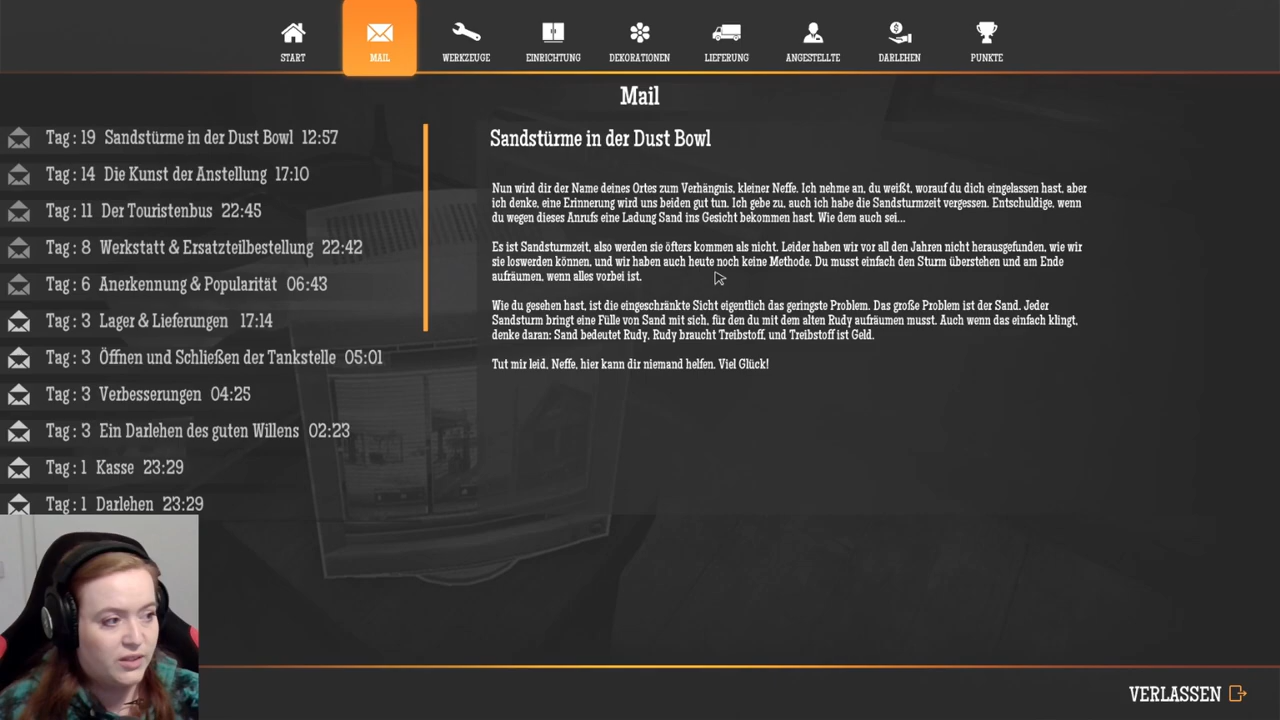 START
MAIL
WERKZEUGE
EINRICHTUNG
DEKORATIONEN
LIEFERUNG
ANGESTELLTE
DARLEHEN
PUNKTE
Mail
Tag : 19 Sandstürme in der Dust Bowl 12:57
Tag : 14 Die Kunst der Anstellung 17:10
Tag : 11 Der Touristenbus 22:45
Tag : 8 Werkstatt & Ersatzteilbestellung 22:42
Tag : 6 Anerkennung & Popularität 06:43
Tag : 3 Lager & Lieferungen 17:14
Tag : 3 Öffnen und Schließen der Tankstelle 05:01
Tag : 3 Verbesserungen 04:25
Tag : 3 Ein Darlehen des guten Willens 02:23
Tag : 1 Kasse 23:29
Tag : 1 Darlehen 23:29
Sandstürme in der Dust Bowl
Nun wird dir der Name deines Ortes zum Verhängnis, kleiner Neffe. Ich nehme an, du weißt, worauf du dich eingelassen hast, aber
ich denke, eine Erinnerung wird uns beiden gut tun. Ich gebe zu, auch ich habe die Sandsturmzeit vergessen. Entschuldige, wenn
du wegen dieses Anrufs eine Ladung Sand ins Gesicht bekommen hast. Wie dem auch sei...
Es ist Sandsturmzeit, also werden sie öfters kommen als nicht. Leider haben wir vor all den Jahren nicht herausgefunden, wie wir
sie loswerden können, und wir haben auch heute noch keine Methode. Du musst einfach den Sturm überstehen und am Ende
aufräumen, wenn alles vorbei ist.
Wie du gesehen hast, ist die eingeschränkte Sicht eigentlich das geringste Problem. Das große Problem ist der Sand. Jeder
Sandsturm bringt eine Fülle von Sand mit sich, für den du mit dem alten Rudy aufräumen musst. Auch wenn das einfach klingt,
denke daran: Sand bedeutet Rudy, Rudy braucht Treibstoff, und Treibstoff ist Geld.
Tut mir leid, Neffe, hier kann dir niemand helfen. Viel Glück!
VERLASSEN